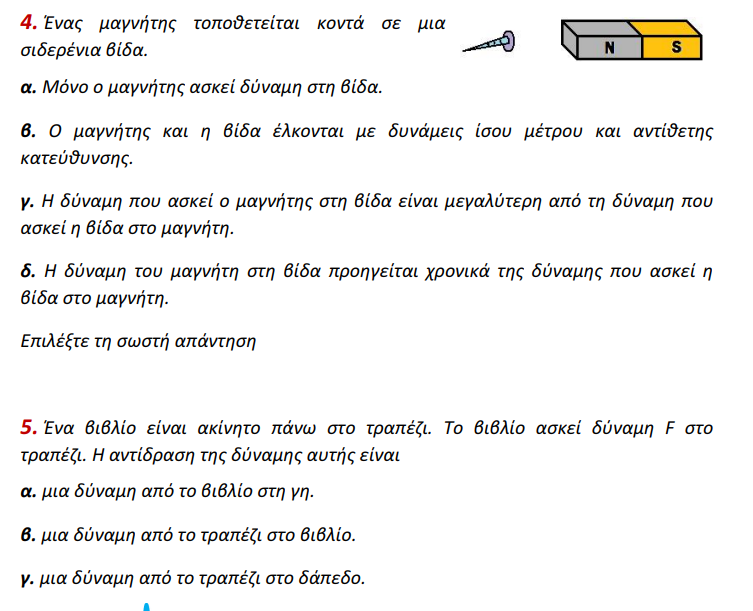 4. Ένας μαγνήτης τοποθετείται κοντά σε μια
σιδερένια βίδα.
N S
α. Μόνο ο μαγνήτης ασκεί δύναμη στη βίδα.
β. Ο μαγνήτης και η βίδα έλκονται με δυνάμεις ίσου μέτρου και αντίθετης
κατεύθυνσης.
γ. Η δύναμη που ασκεί ο μαγνήτης στη βίδα είναι μεγαλύτερη από τη δύναμη που
ασκεί η βίδα στο μαγνήτη.
δ. Η δύναμη του μαγνήτη στη βίδα προηγείται χρονικά της δύναμης που ασκεί η
βίδα στο μαγνήτη.
Επιλέξτε τη σωστή απάντηση
5. Ένα βιβλίο είναι ακίνητο πάνω στο τραπέζι. Το βιβλίο ασκεί δύναμη F στο
τραπέζι. Η αντίδραση της δύναμης αυτής είναι
α. μια δύναμη από το βιβλίο στη γη.
β. μια δύναμη από το τραπέζι στο βιβλίο.
γ. μια δύναμη από το τραπέζι στο δάπεδο.